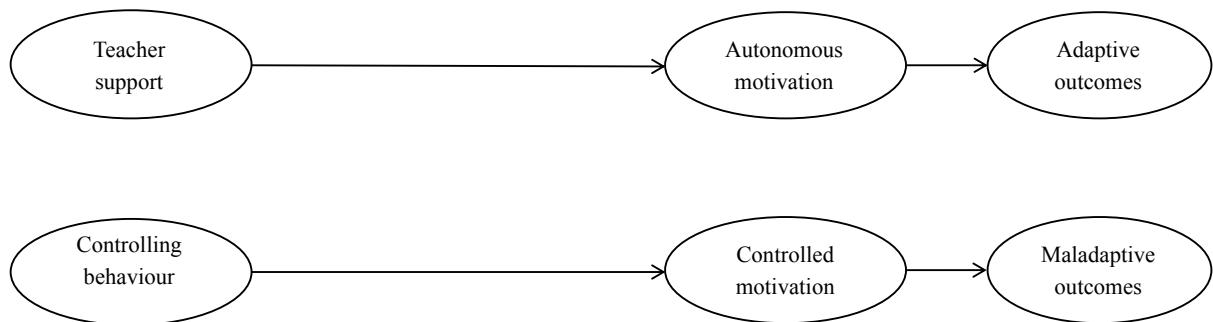 Teacher
support
Autonomous
motivation
Adaptive
outcomes
Controlling
behaviour
Controlled
motivation
Maladaptive
outcomes